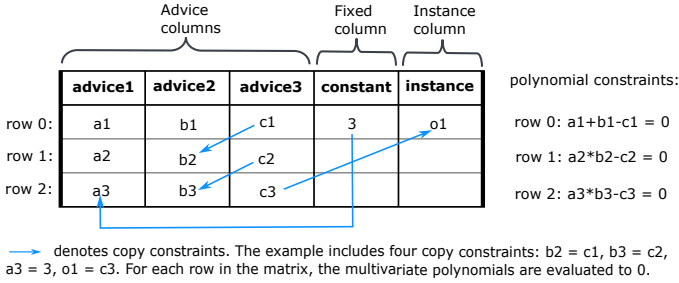 Advice
columns
Fixed
column
Instance
column
advice1 advice2 advice3 constant instance
polynomial constraints:
row 0: a1 b1 c1 3 o1 row 0: a1+b1-c1 = 0
row 1: a2 b2 c2 row 1: a2*b2-c2 = 0
row 2: a3 b3 c3 row 2: a3*b3-c3 = 0
denotes copy constraints. The example includes four copy constraints: b2 = c1, b3 = c2,
a3 = 3, o1 = c3. For each row in the matrix, the multivariate polynomials are evaluated to 0.